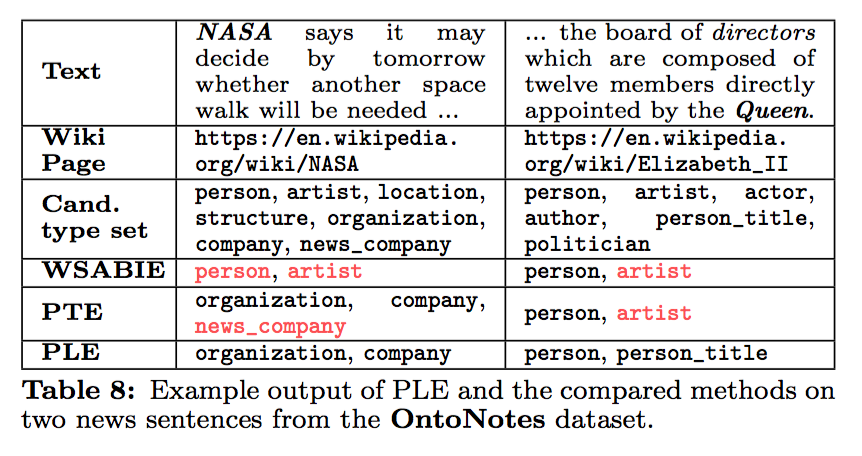 Text
NASA says it may
decide by tomorrow
whether another space
walk will be needed ...
... the board of directors
which are composed of
twelve members directly
appointed by the Queen.
Wiki
Page
https://en.wikipedia.
org/wiki/NASA
https://en.wikipedia.
org/wiki/Elizabeth_II
Cand.
type set
person, artist, location,
structure, organization,
company, news_company
person, artist, actor,
author, person_title,
politician
WSABIE
person, artist
person, artist
PTE
organization, company,
news_company
person, artist
PLE
organization, company
person, person_title
Table 8: Example output of PLE and the compared methods on
two news sentences from the OntoNotes dataset.